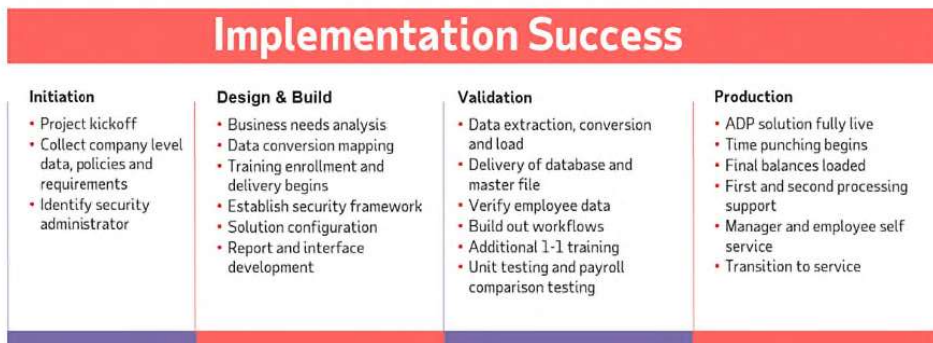 Implementation Success
Initiation
• Project kickoff
• Collect company level
data, policies and
requirements
• Identify security
administrator
Design & Build
• Business needs analysis
• Data conversion mapping
• Training enrollment and
delivery begins
• Establish security framework
• Solution configuration
• Report and interface
development
Validation
• Data extraction, conversion
and load
• Delivery of database and
master file
• Verify employee data
• Build out workflows
• Additional 1-1 training
• Unit testing and payroll
comparison testing
Production
• ADP solution fully live
• Time punching begins
• Final balances loaded
• First and second processing
support
• Manager and employee self
service
• Transition to service